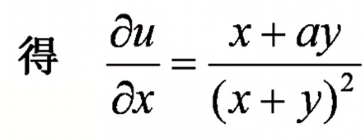 得 ∂u/∂x = (x + ay)/(x + y)²